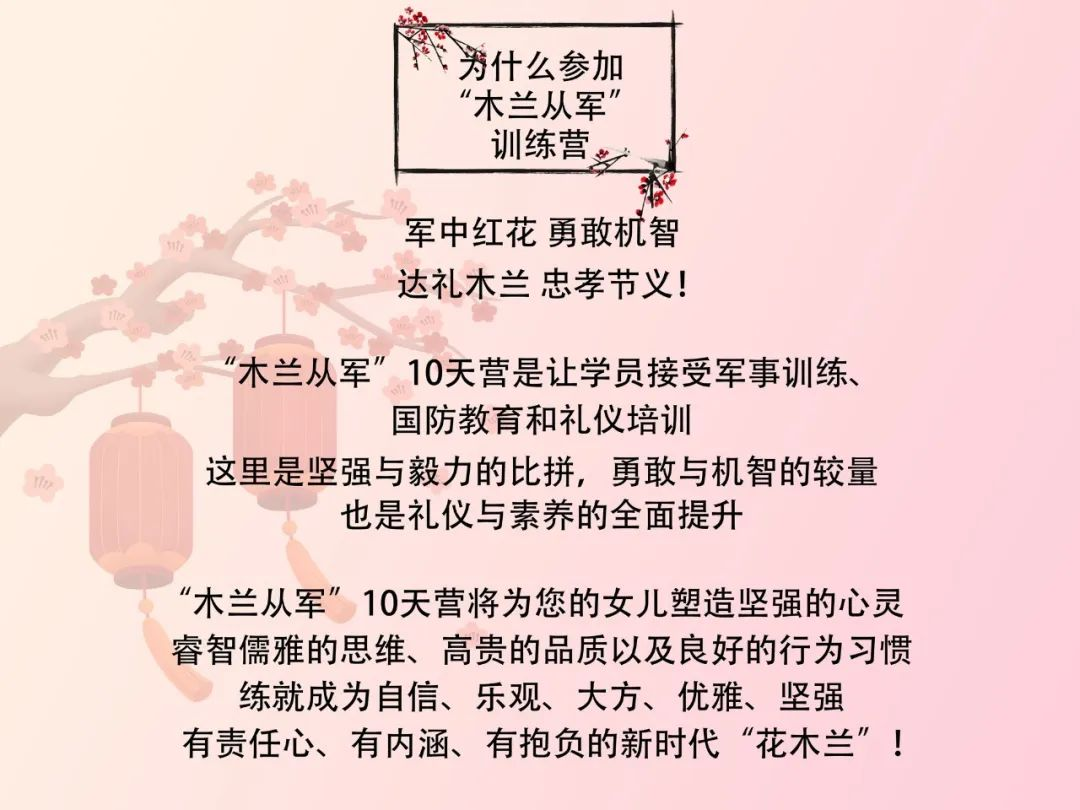 为什么参加
“木兰从军”
训练营
军中红花 勇敢机智
达礼木兰 忠孝节义！
“木兰从军”10天营是让学员接受军事训练、
国防教育和礼仪培训
这里是坚强与毅力的比拼，勇敢与机智的较量
也是礼仪与素养的全面提升
“木兰从军”10天营将为您的女儿塑造坚强的心灵
睿智儒雅的思维、高贵的品质以及良好的行为习惯
练就成为自信、乐观、大方、优雅、坚强
有责任心、有内涵、有抱负的新时代“花木兰”！